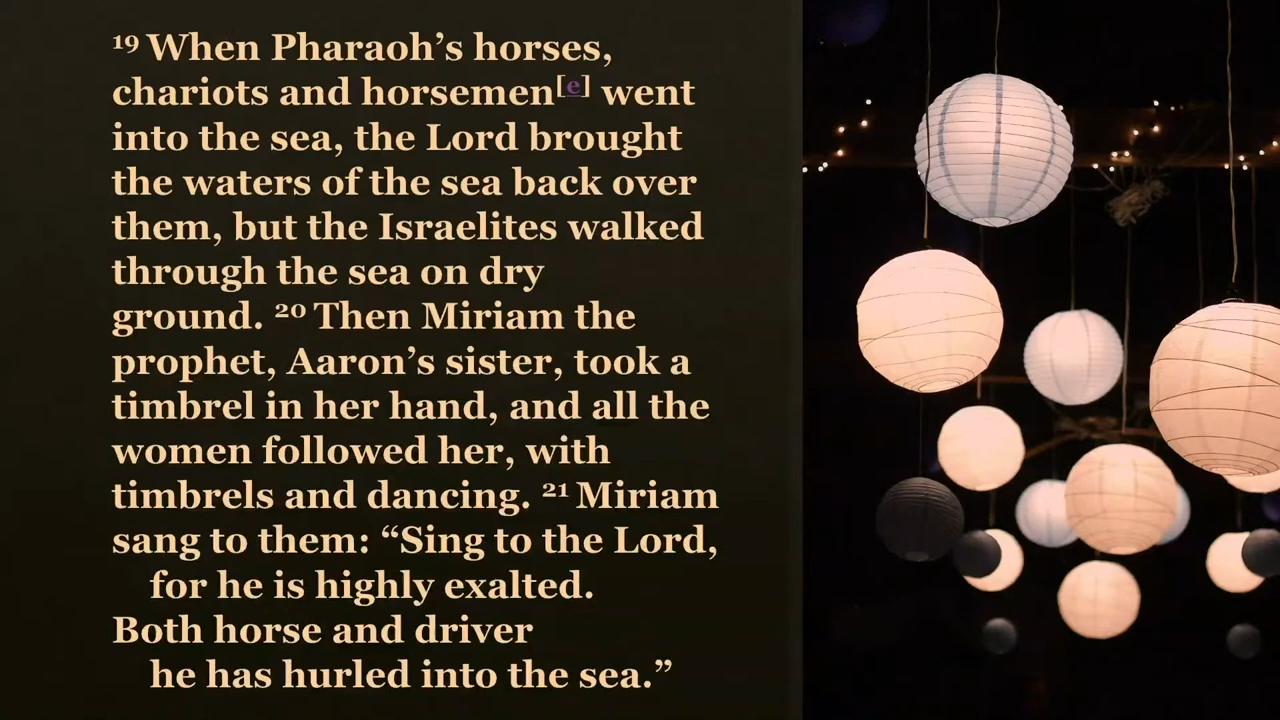 19 When Pharaoh’s horses,
chariots and horsemen[e] went
into the sea, the Lord brought
the waters of the sea back over
them, but the Israelites walked
through the sea on dry
ground. 20 Then Miriam the
prophet, Aaron’s sister, took a
timbrel in her hand, and all the
women followed her, with
timbrels and dancing. 21 Miriam
sang to them: “Sing to the Lord,
for he is highly exalted.
Both horse and driver
he has hurled into the sea.”